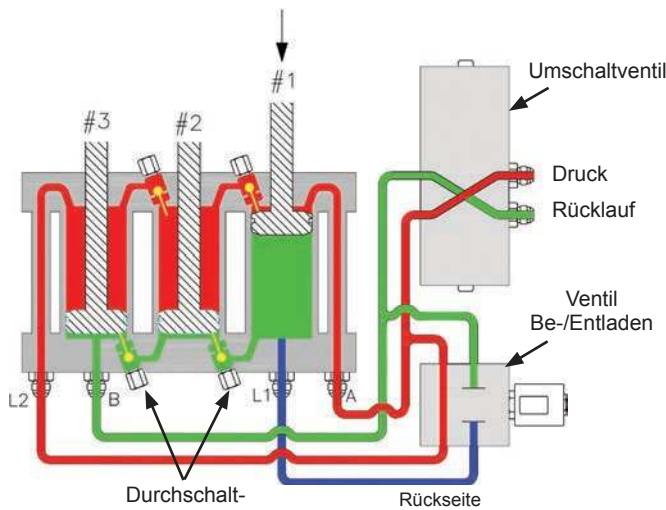 #1
Umschaltventil
#3
#2
Druck
Rücklauf
Ventil
Be-/Entladen
L2
B
L1
A
Durchschalt-
Rückseite